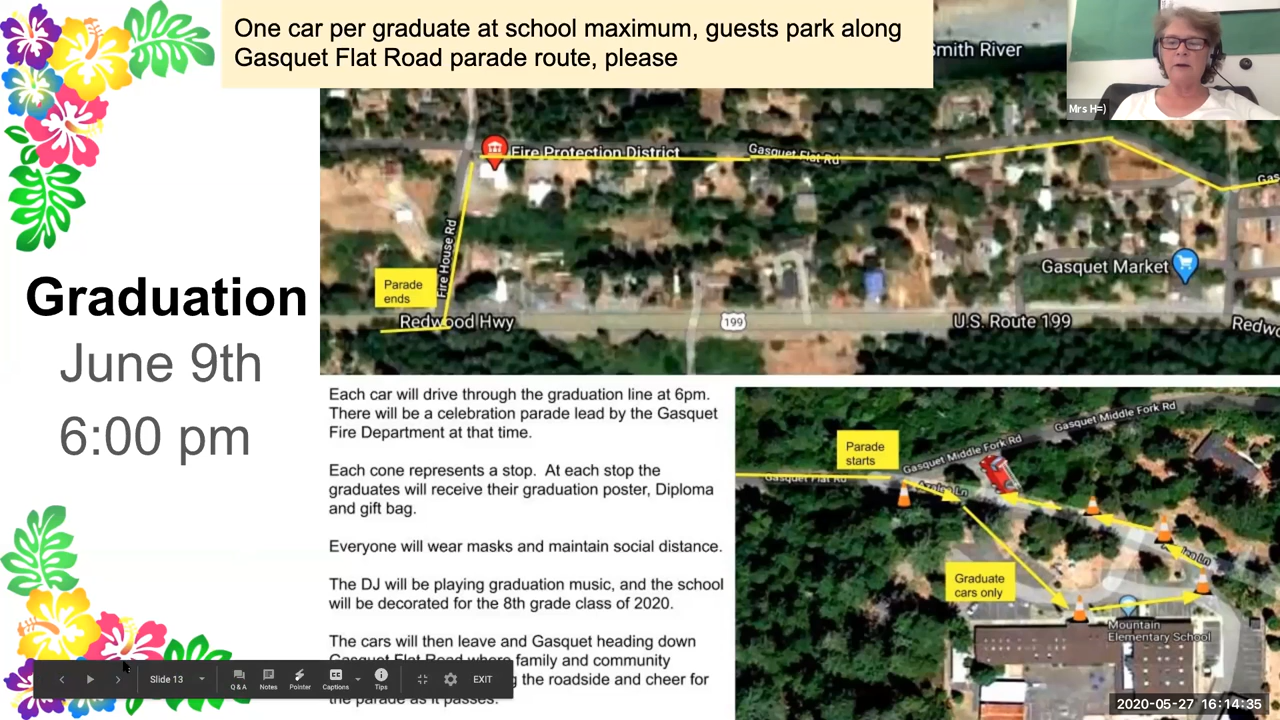 One car per graduate at school maximum, guests park along
Gasquet Flat Road parade route, please
Smith River
Mrs H=)
Fire Protection District
Gasquet Flat Rd
Gas
Fire House Rd
Gasquet Market
Parade
ends
Redwood Hwy
199
U.S. Route 199
Redwo
Graduation
June 9th
6:00 pm
Each car will drive through the graduation line at 6pm.
There will be a celebration parade lead by the Gasquet
Fire Department at that time.
Each cone represents a stop. At each stop the
graduates will receive their graduation poster, Diploma
and gift bag.
Everyone will wear masks and maintain social distance.
The DJ will be playing graduation music, and the school
will be decorated for the 8th grade class of 2020.
The cars will then leave and Gasquet heading down
Gasquet Flat Road where family and community
the roadside and cheer for
the parade as it passes.
Gasquet Middle Fork Rd
Parade
starts
Gasquet Middle Fork Rd
Gasquet Flat Rd
Azalea Ln
Azalea Ln
Graduate
cars only
Mountain
Elementary School
Slide 13
Q & A
Notes
Pointer
Captions
Tips
EXIT
2020-05-27 16:14:35